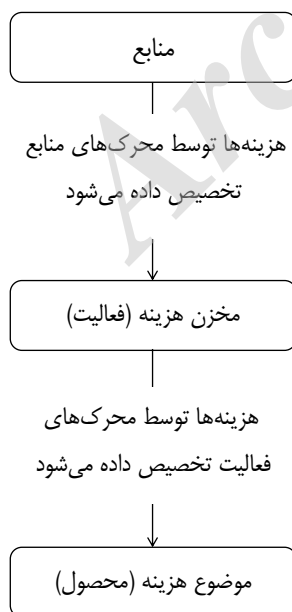 منابع
هزینه‌ها توسط محرک‌های منابع
تخصیص داده می‌شود
مخزن هزینه (فعالیت)
هزینه‌ها توسط محرک‌های
فعالیت تخصیص داده می‌شود
موضوع هزینه (محصول)
Arc